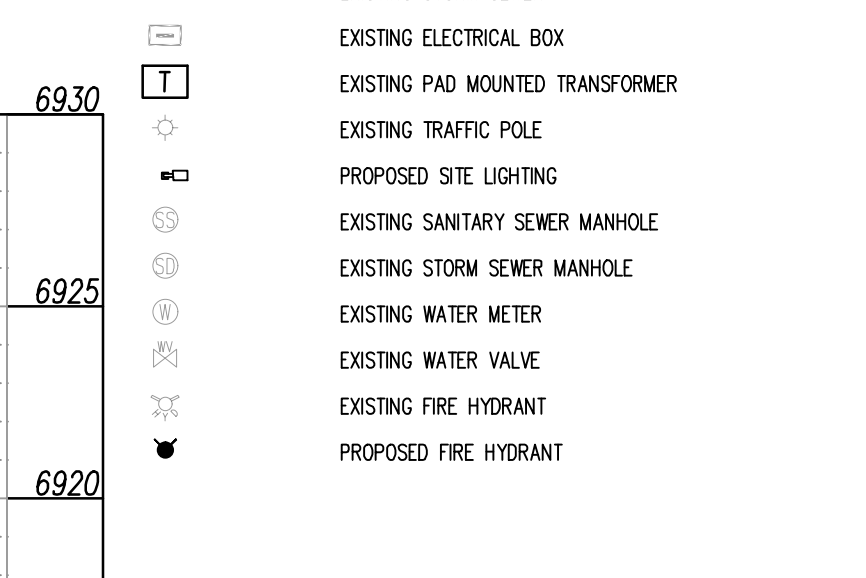 EXISTING ELECTRICAL BOX
T EXISTING PAD MOUNTED TRANSFORMER
6930
EXISTING TRAFFIC POLE
PROPOSED SITE LIGHTING
SS EXISTING SANITARY SEWER MANHOLE
SD EXISTING STORM SEWER MANHOLE
6925
W EXISTING WATER METER
WV EXISTING WATER VALVE
EXISTING FIRE HYDRANT
PROPOSED FIRE HYDRANT
6920